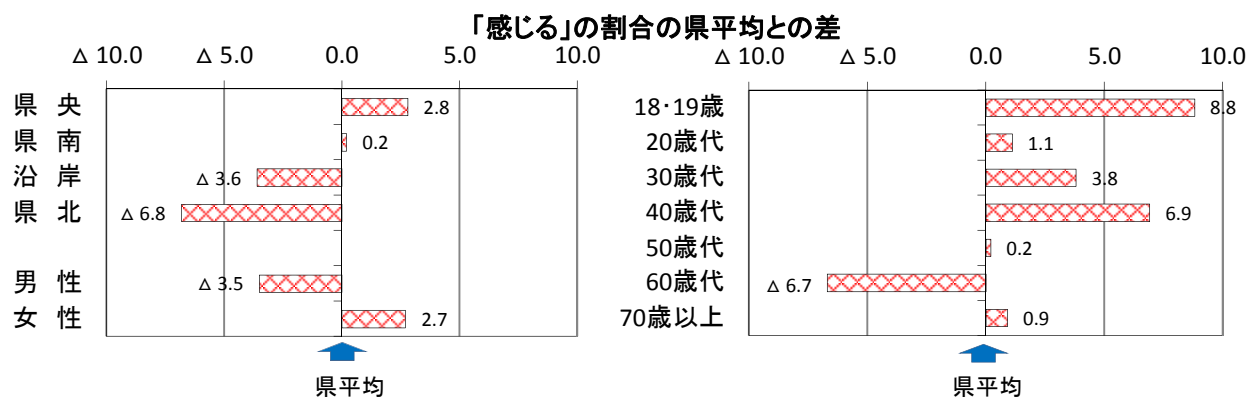 「感じる」の割合の県平均との差
△ 10.0 △ 5.0 0.0 5.0 10.0
県 央 2.8
県 南 0.2
沿 岸 △ 3.6
県 北 △ 6.8
男 性 △ 3.5
女 性 2.7
県平均
△ 10.0 △ 5.0 0.0 5.0 10.0
18･19歳 8.8
20歳代 1.1
30歳代 3.8
40歳代 6.9
50歳代 0.2
60歳代 △ 6.7
70歳以上 0.9
県平均